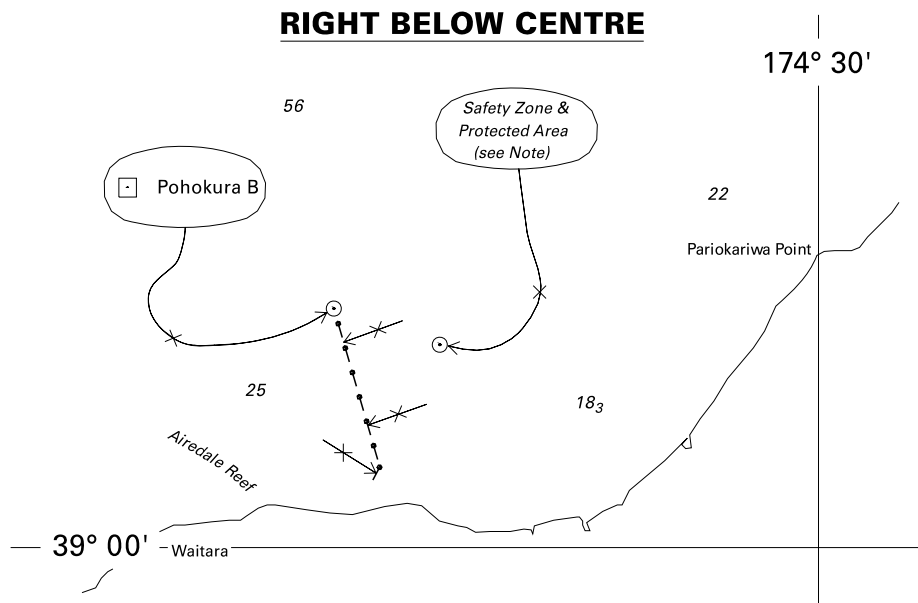 RIGHT BELOW CENTRE
174° 30'
56
Safety Zone &
Protected Area
(see Note)
Pohokura B
22
Pariokariwa Point
25
18₃
Airedale Reef
39° 00'
Waitara